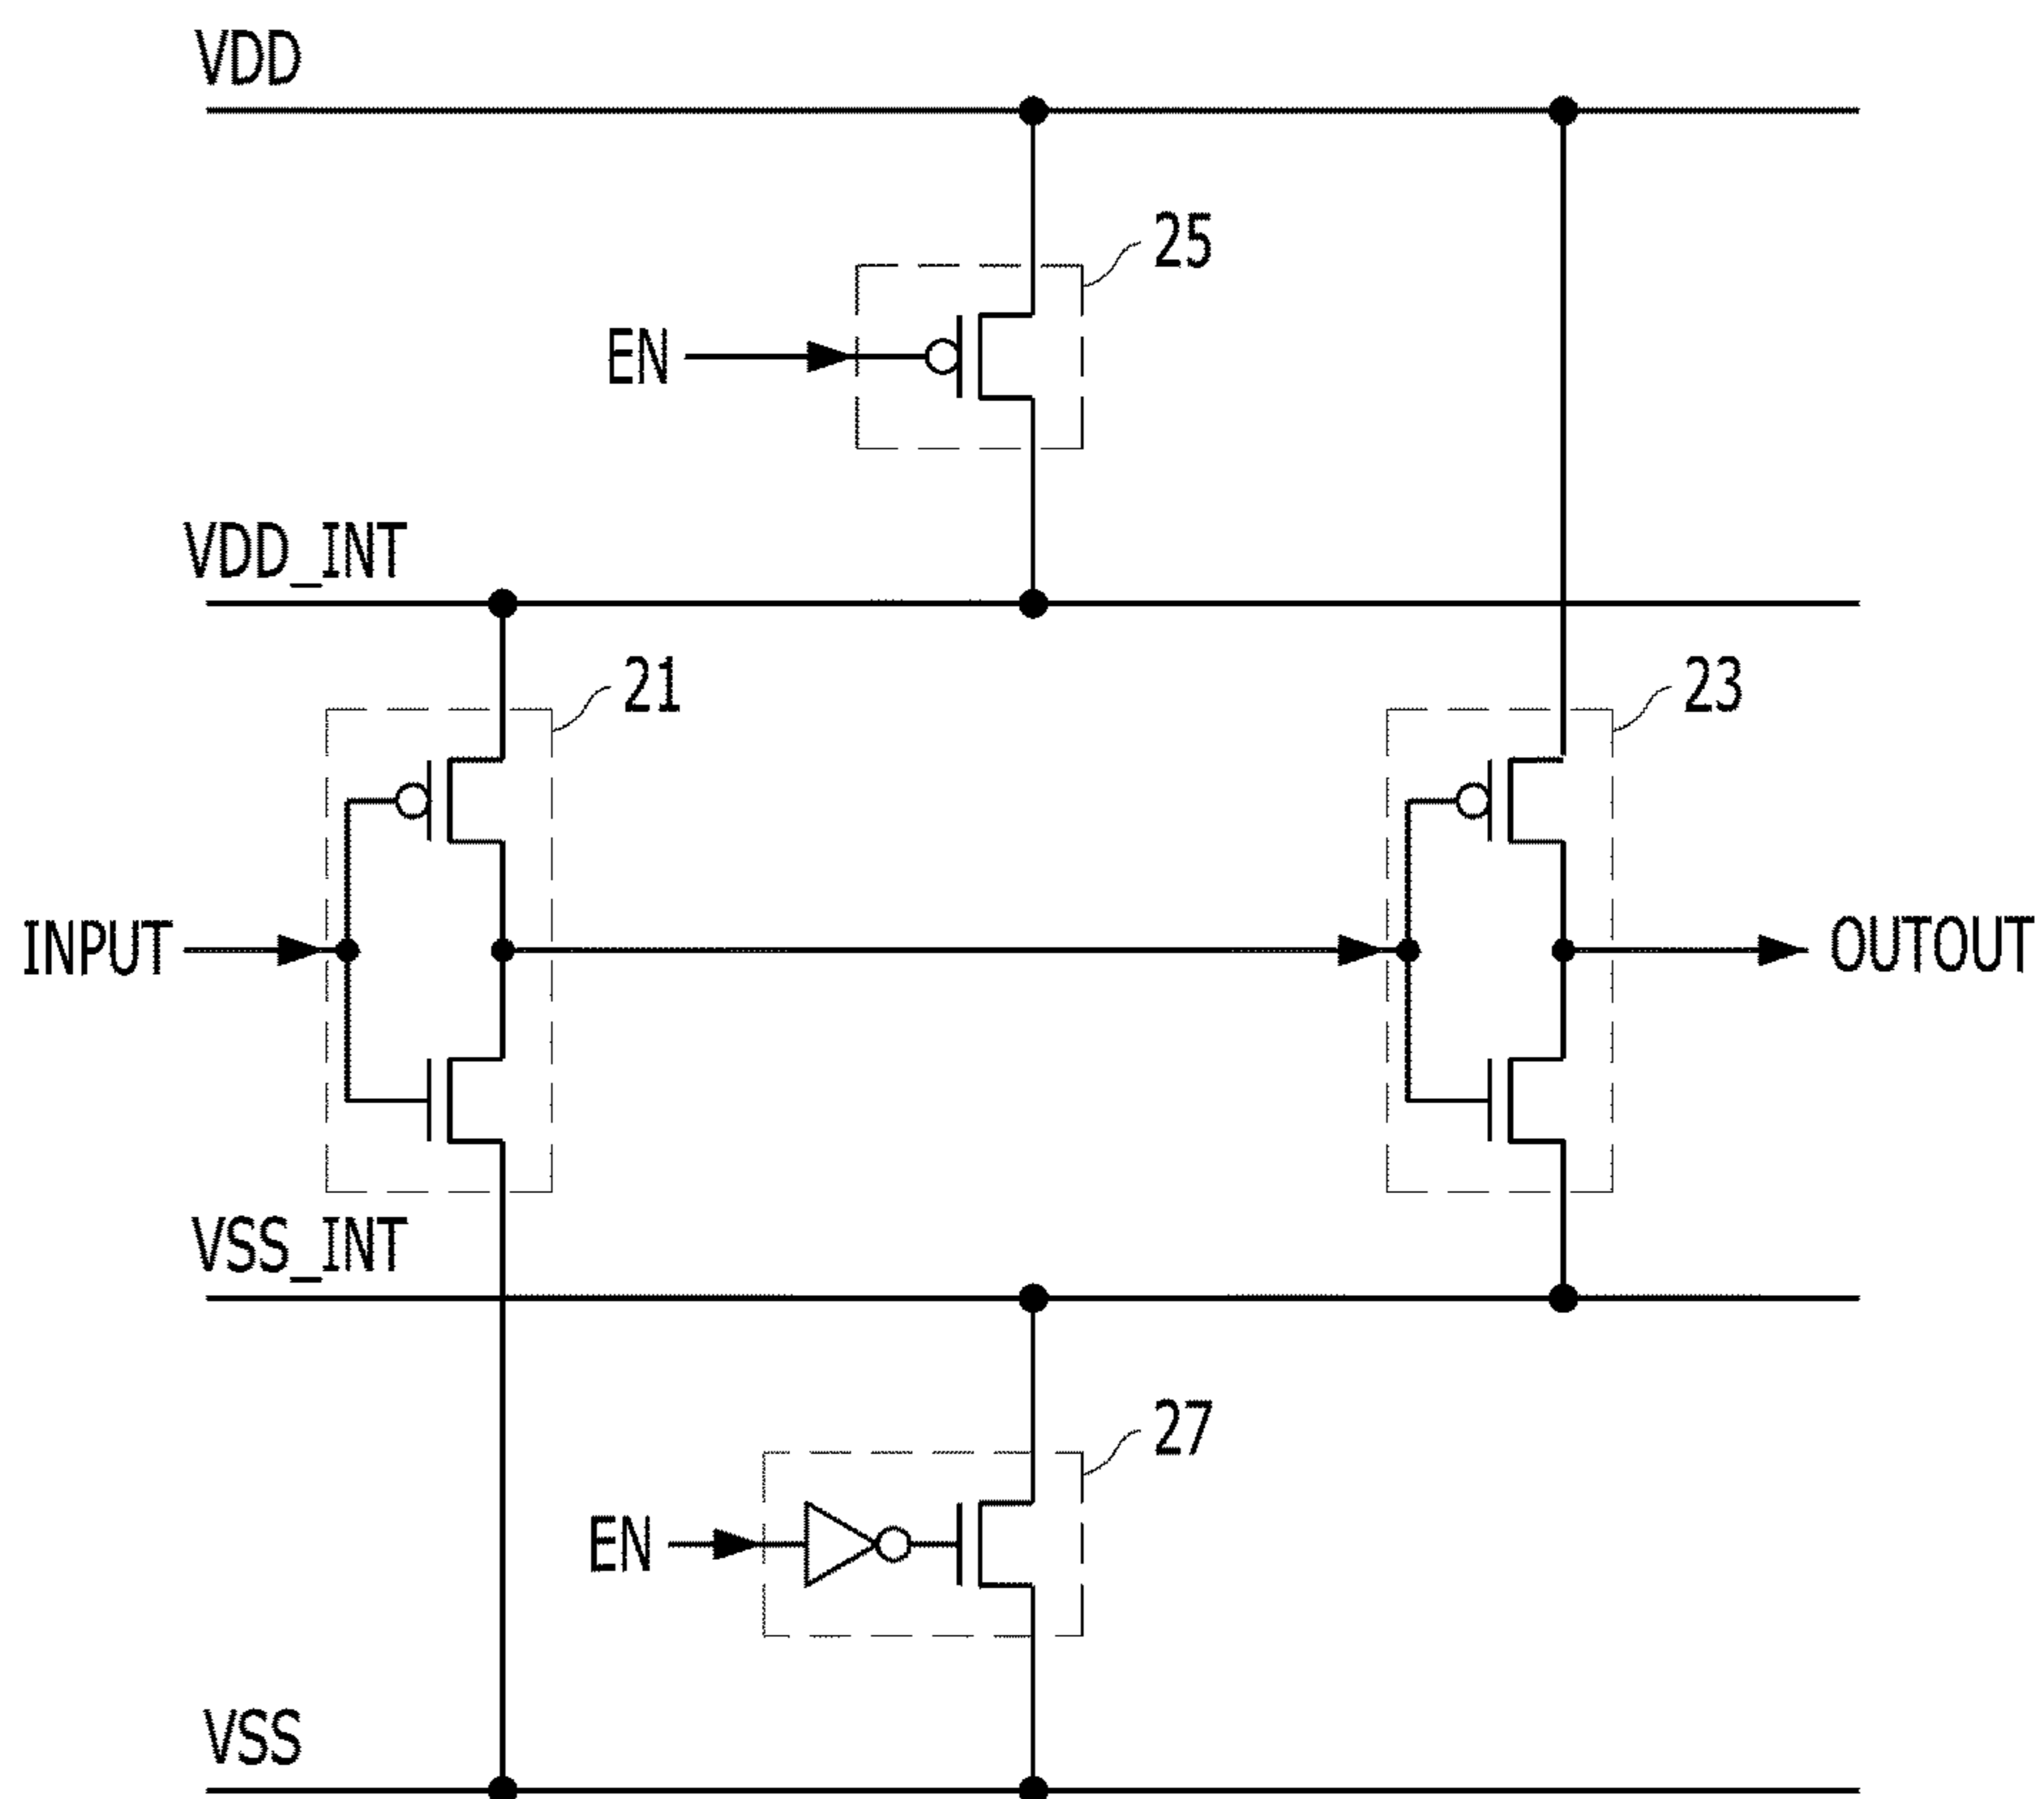 VDD
25
EN
VDD_INT
21
23
INPUT
OUTOUT
VSS_INT
27
EN
VSS